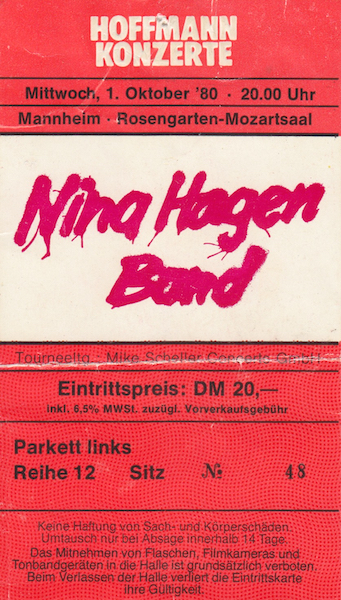 HOFFMANN
KONZERTE
Mittwoch, 1. Oktober '80 · 20.00 Uhr
Mannheim · Rosengarten-Mozartsaal
Nina Hagen
Band
Tourneeltg.: Mike Scheller Concerte GmbH
Eintrittspreis: DM 20,—
inkl. 6,5% MWSt. zuzügl. Vorverkaufsgebühr
Parkett links
Reihe 12 Sitz № 48
Keine Haftung von Sach- und Körperschäden.
Umtausch nur bei Absage innerhalb 14 Tage.
Das Mitnehmen von Flaschen, Filmkameras und
Tonbandgeräten in die Halle ist grundsätzlich verboten.
Beim Verlassen der Halle verliert die Eintrittskarte
ihre Gültigkeit.